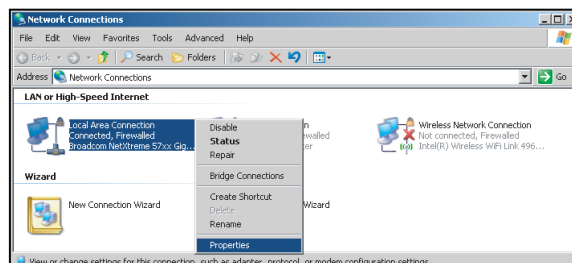 Network Connections
File Edit View Favorites Tools Advanced Help
Back Search Folders
Address Network Connections Go
LAN or High-Speed Internet
Local Area Connection
Connected, Firewalled
Broadcom NetXtreme 57xx Gig...
Wireless Network Connection
Not connected, Firewalled
Intel(R) Wireless WiFi Link 496...
Disable
Status
Repair
Bridge Connections
Create Shortcut
Delete
Rename
Properties
Wizard
New Connection Wizard
Wizard
View or change settings for this connection, such as adapter, protocol, or modem configuration settings.